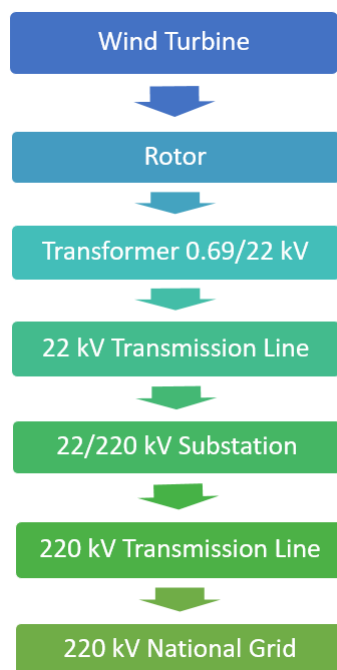 Wind Turbine
Rotor
Transformer 0.69/22 kV
22 kV Transmission Line
22/220 kV Substation
220 kV Transmission Line
220 kV National Grid